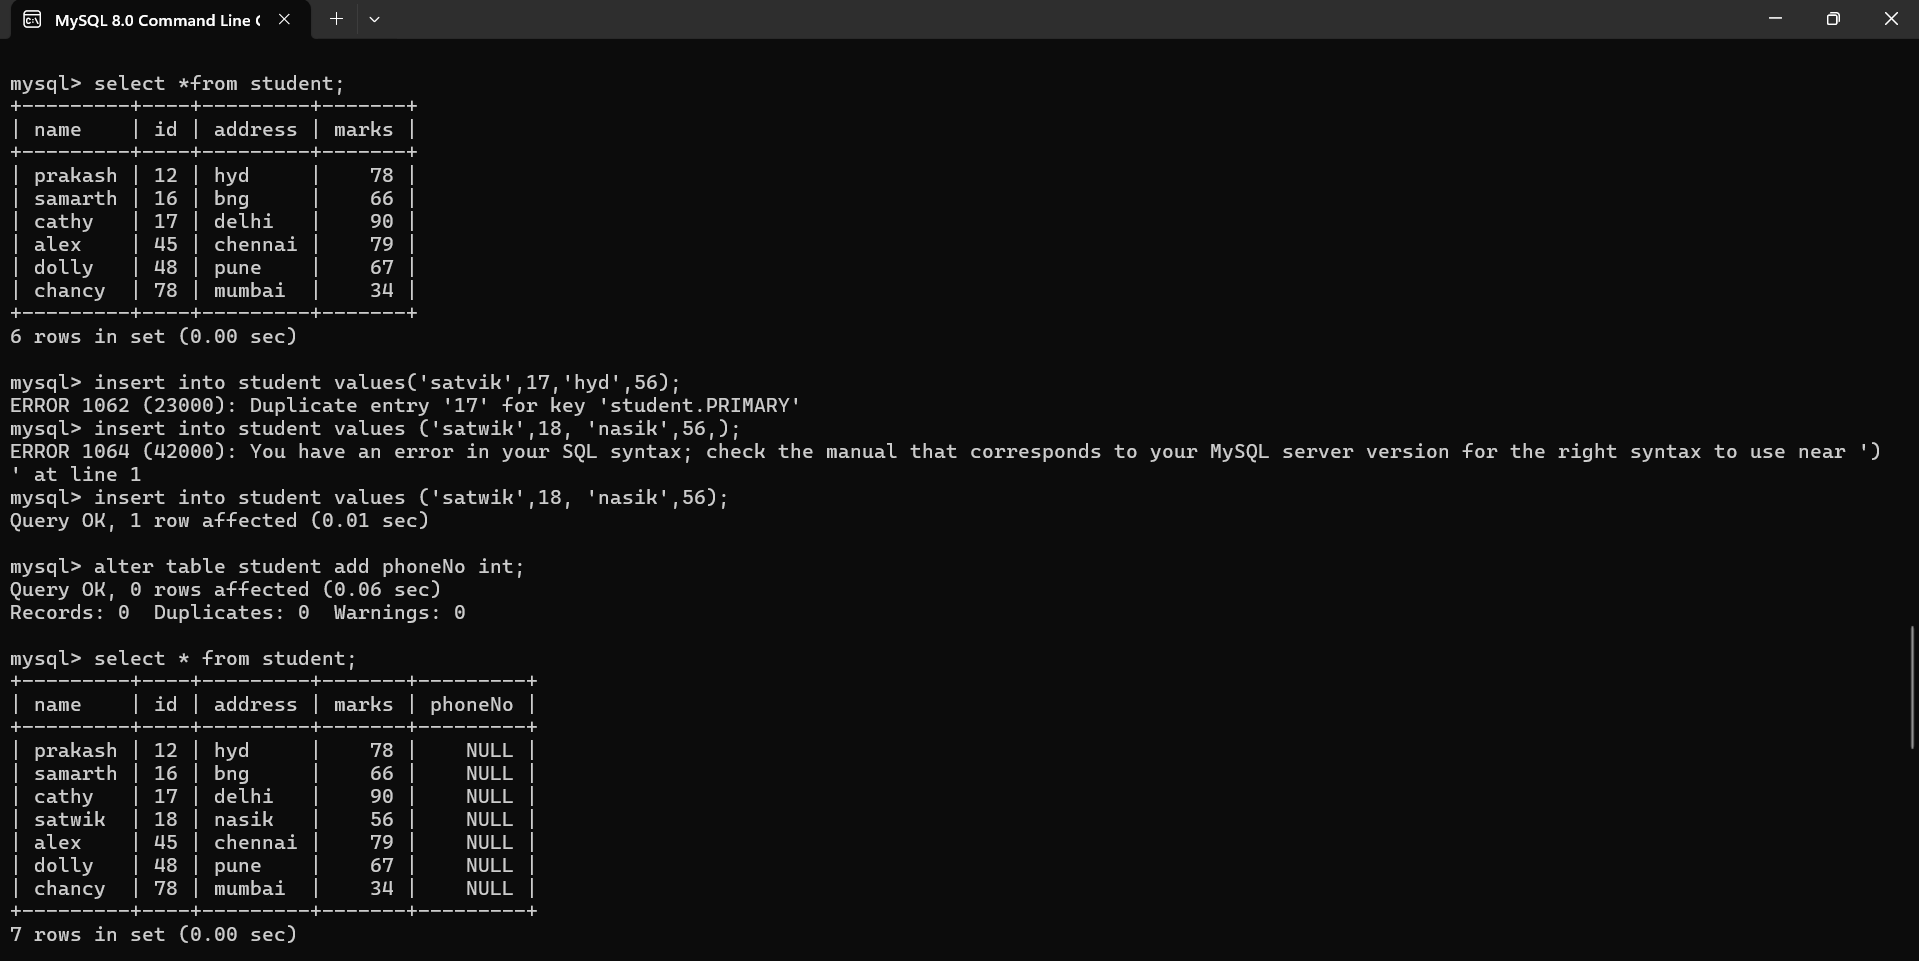 MySQL 8.0 Command Line C
mysql> select *from student;
+---------+----+---------+-------+
| name    | id | address | marks |
+---------+----+---------+-------+
| prakash | 12 | hyd     |    78 |
| samarth | 16 | bng     |    66 |
| cathy   | 17 | delhi   |    90 |
| alex    | 45 | chennai |    79 |
| dolly   | 48 | pune    |    67 |
| chancy  | 78 | mumbai  |    34 |
+---------+----+---------+-------+
6 rows in set (0.00 sec)

mysql> insert into student values('satvik',17,'hyd',56);
ERROR 1062 (23000): Duplicate entry '17' for key 'student.PRIMARY'
mysql> insert into student values ('satwik',18, 'nasik',56,);
ERROR 1064 (42000): You have an error in your SQL syntax; check the manual that corresponds to your MySQL server version for the right syntax to use near ')
' at line 1
mysql> insert into student values ('satwik',18, 'nasik',56);
Query OK, 1 row affected (0.01 sec)

mysql> alter table student add phoneNo int;
Query OK, 0 rows affected (0.06 sec)
Records: 0  Duplicates: 0  Warnings: 0

mysql> select * from student;
+---------+----+---------+-------+---------+
| name    | id | address | marks | phoneNo |
+---------+----+---------+-------+---------+
| prakash | 12 | hyd     |    78 |    NULL |
| samarth | 16 | bng     |    66 |    NULL |
| cathy   | 17 | delhi   |    90 |    NULL |
| satwik  | 18 | nasik   |    56 |    NULL |
| alex    | 45 | chennai |    79 |    NULL |
| dolly   | 48 | pune    |    67 |    NULL |
| chancy  | 78 | mumbai  |    34 |    NULL |
+---------+----+---------+-------+---------+
7 rows in set (0.00 sec)